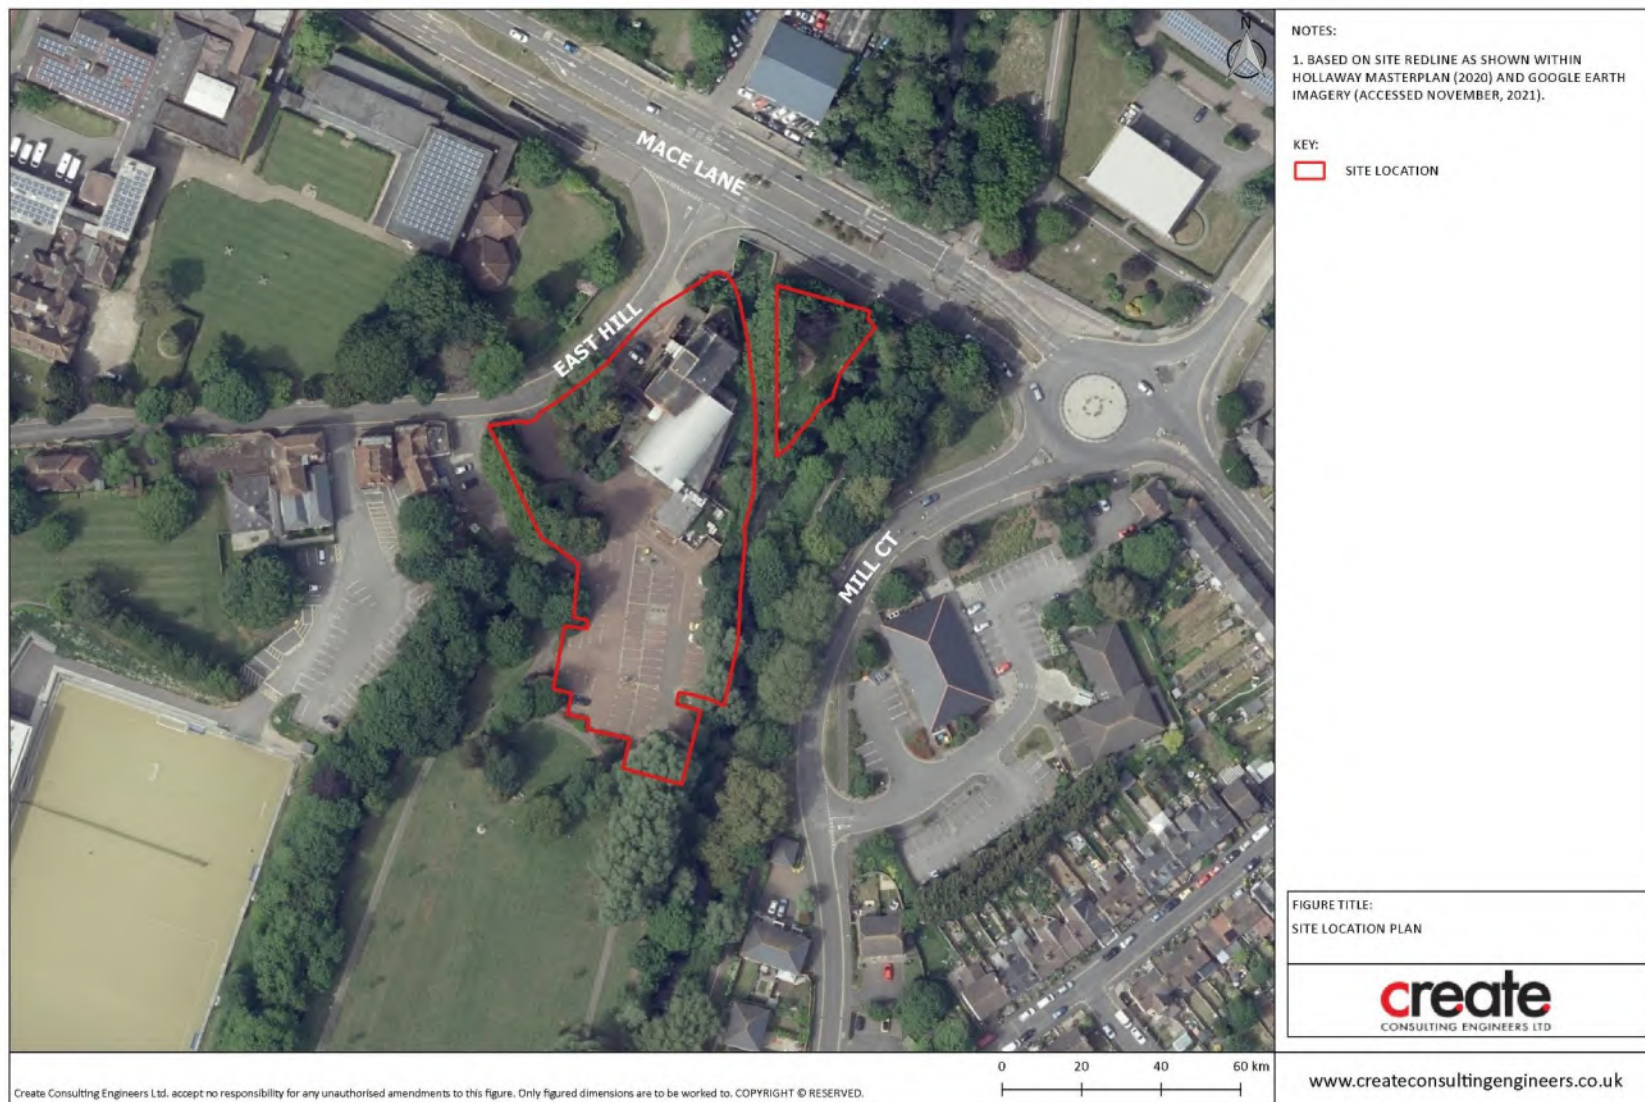 N
MACE LANE
EAST HILL
MILL CT
NOTES:
1. BASED ON SITE REDLINE AS SHOWN WITHIN
HOLLAWAY MASTERPLAN (2020) AND GOOGLE EARTH
IMAGERY (ACCESSED NOVEMBER, 2021).
KEY:
SITE LOCATION
FIGURE TITLE:
SITE LOCATION PLAN
create
CONSULTING ENGINEERS LTD
0 20 40 60 km
Create Consulting Engineers Ltd. accept no responsibility for any unauthorised amendments to this figure. Only figured dimensions are to be worked to. COPYRIGHT © RESERVED.
www.createconsultingengineers.co.uk